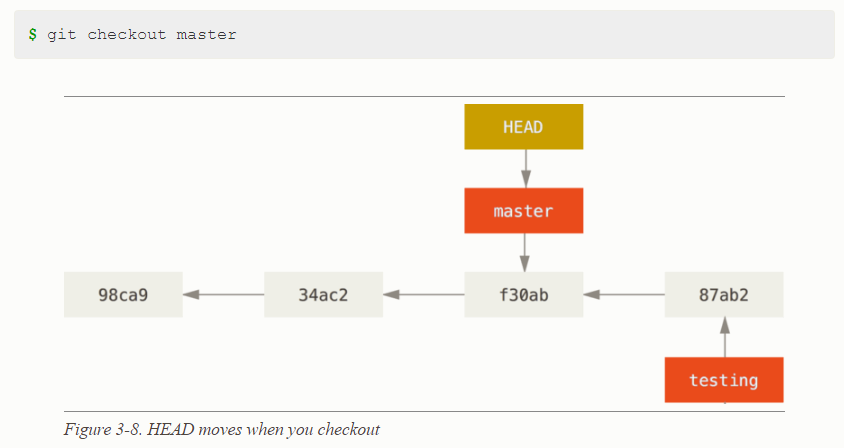 $ git checkout master
HEAD
master
98ca9 34ac2 f30ab 87ab2
testing
Figure 3-8. HEAD moves when you checkout